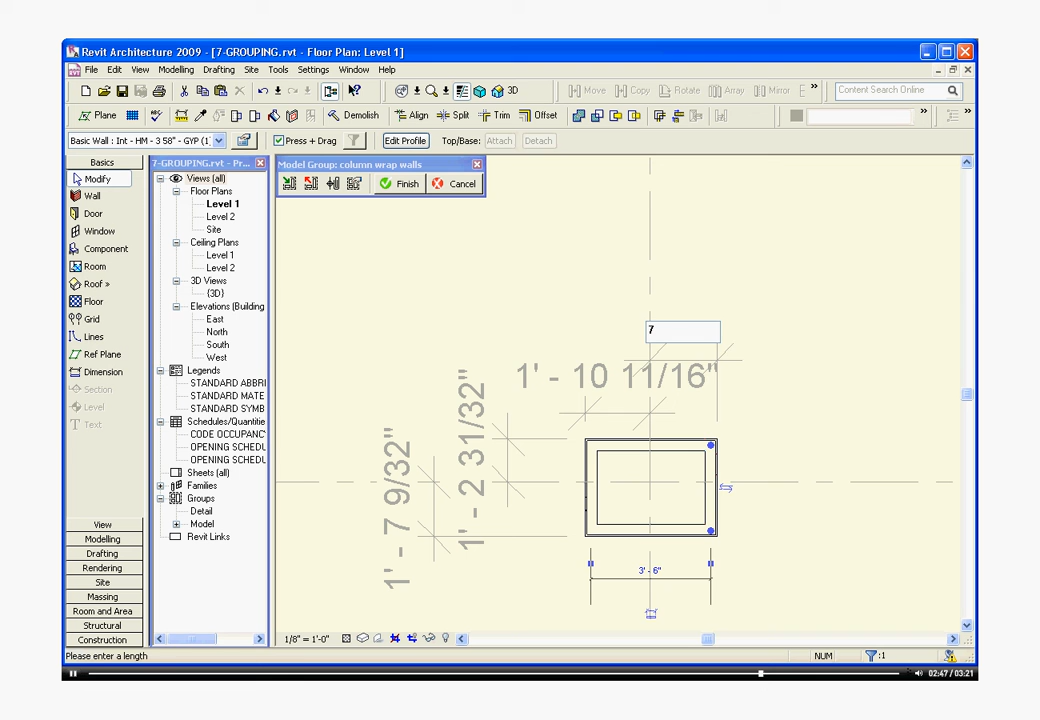 Revit Architecture 2009 - [7-GROUPING.rvt - Floor Plan: Level 1]
File Edit View Modelling Drafting Site Tools Settings Window Help
3D Move Copy Rotate Array Mirror » Content Search Online
Plane Demolish Align Split Trim Offset » »
Basic Wall : Int - HM - 3 58" - GYP (1) Press + Drag Edit Profile Top/Base: Attach Detach
Basics
Modify
Wall
Door
Window
Component
Room
Roof »
Floor
Grid
Lines
Ref Plane
Dimension
Section
Level
Text
View
Modelling
Drafting
Rendering
Site
Massing
Room and Area
Structural
Construction
7-GROUPING.rvt - Pr...
Views (all)
Floor Plans
Level 1
Level 2
Site
Ceiling Plans
Level 1
Level 2
3D Views
{3D}
Elevations (Building
East
North
South
West
Legends
STANDARD ABBRI
STANDARD MATE
STANDARD SYMB
Schedules/Quantitie
CODE OCCUPANC
OPENING SCHEDU
OPENING SCHEDU
Sheets (all)
Families
Groups
Detail
Model
Revit Links
Model Group: column wrap walls
Finish Cancel
7
1' - 10 11/16"
1' - 2 31/32"
1' - 7 9/32"
3' - 6"
1/8" = 1'-0"
Please enter a length NUM :1
02:47 / 03:21